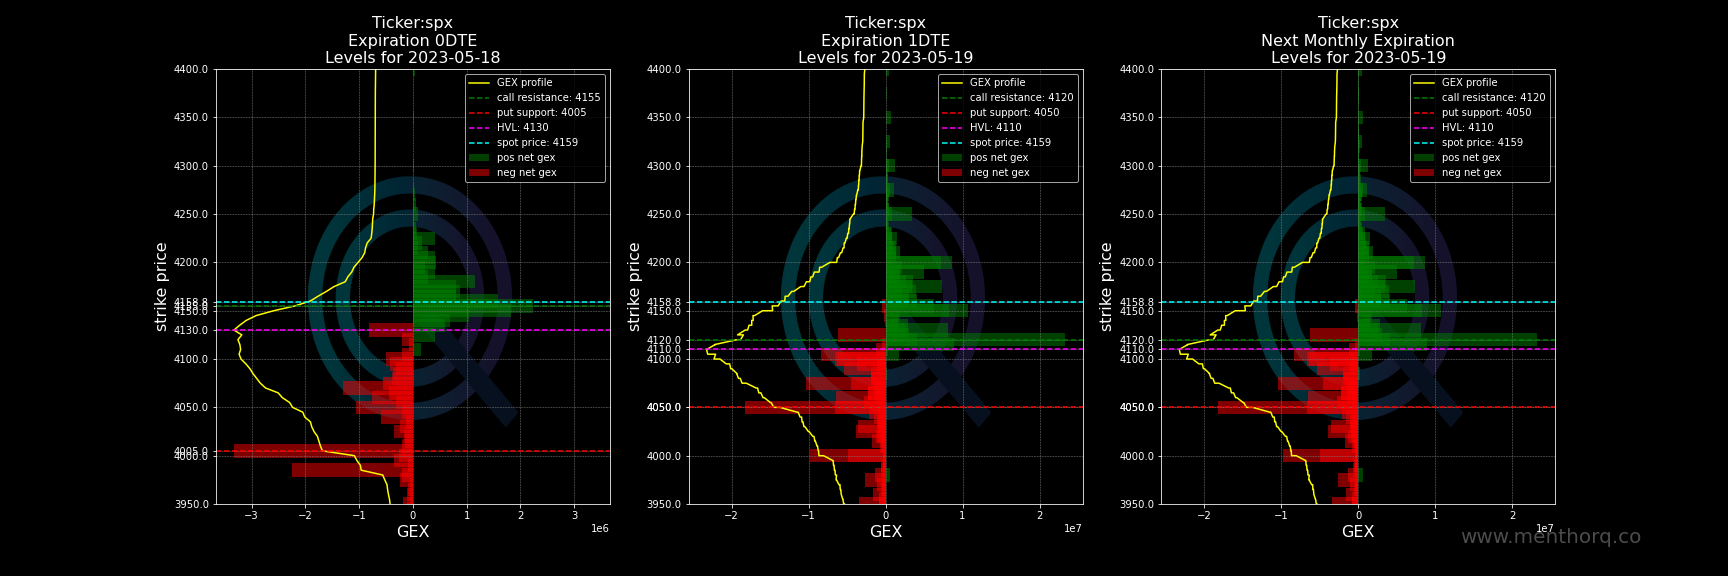 Ticker:spx
Expiration 0DTE
Levels for 2023-05-18
GEX profile
call resistance: 4155
put support: 4005
HVL: 4130
spot price: 4159
pos net gex
neg net gex
4400.0
4350.0
4300.0
4250.0
4200.0
4158.8
4150.0
4130.0
4100.0
4050.0
4005.0
4000.0
3950.0
strike price
−3 −2 −1 0 1 2 3
1e6
GEX
Ticker:spx
Expiration 1DTE
Levels for 2023-05-19
GEX profile
call resistance: 4120
put support: 4050
HVL: 4110
spot price: 4159
pos net gex
neg net gex
4400.0
4350.0
4300.0
4250.0
4200.0
4158.8
4150.0
4120.0
4110.0
4100.0
4050.0
4000.0
3950.0
strike price
−2 −1 0 1 2
1e7
GEX
Ticker:spx
Next Monthly Expiration
Levels for 2023-05-19
GEX profile
call resistance: 4120
put support: 4050
HVL: 4110
spot price: 4159
pos net gex
neg net gex
4400.0
4350.0
4300.0
4250.0
4200.0
4158.8
4150.0
4120.0
4110.0
4100.0
4050.0
4000.0
3950.0
strike price
−2 −1 0 1 2
1e7
GEX
www.menthorq.co